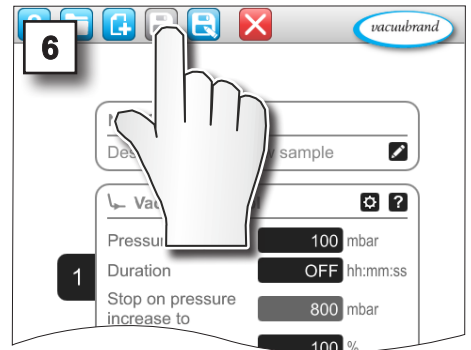 6
vacuubrand
sample
Pressu
100 mbar
1
Duration
OFF hh:mm:ss
Stop on pressure
increase to
800 mbar
100 %